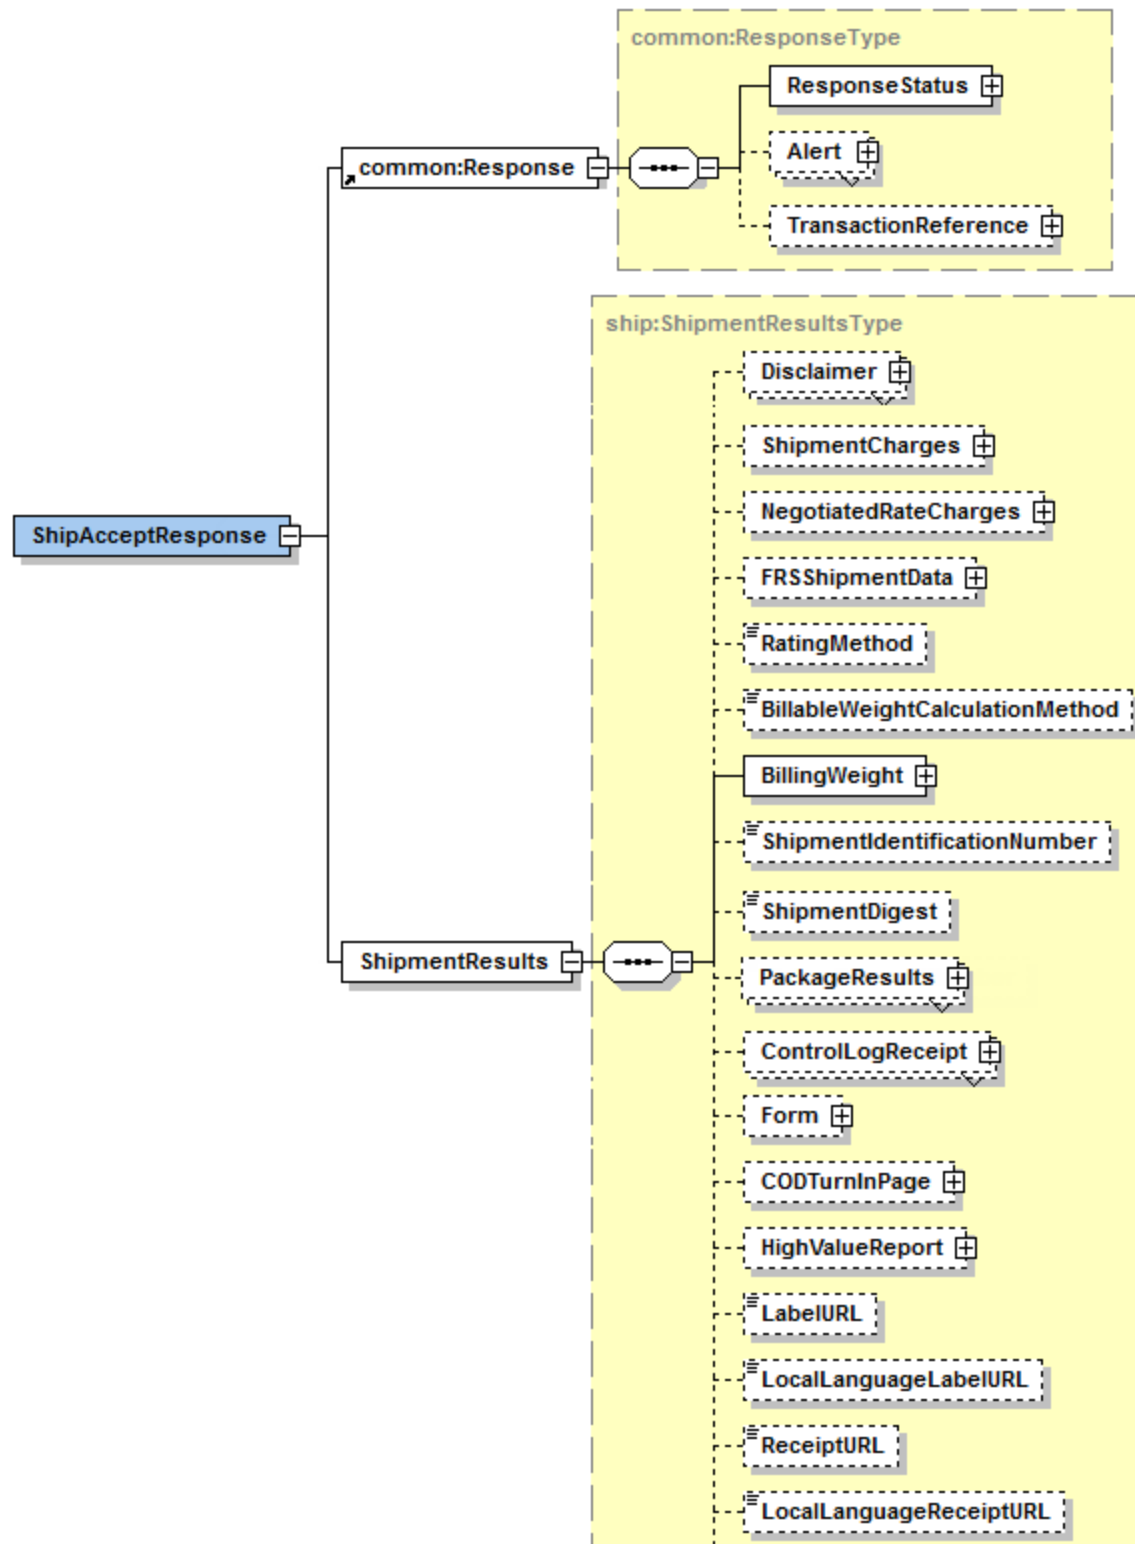 common:ResponseType
ResponseStatus
Alert
common:Response
TransactionReference
ship:ShipmentResultsType
Disclaimer
ShipmentCharges
NegotiatedRateCharges
ShipAcceptResponse
FRSShipmentData
RatingMethod
BillableWeightCalculationMethod
BillingWeight
ShipmentIdentificationNumber
ShipmentDigest
ShipmentResults
PackageResults
ControlLogReceipt
Form
CODTurnInPage
HighValueReport
LabelURL
LocalLanguageLabelURL
ReceiptURL
LocalLanguageReceiptURL